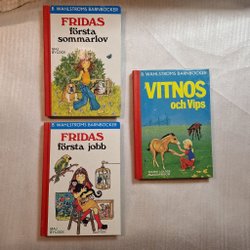 B WAHLSTRÖMS BARNBÖCKER
FRIDAS
första
sommarlov
B WAHLSTRÖMS BARNBÖCKER
FRIDAS
första jobb
B WAHLSTRÖMS BARNBÖCKER
VITNOS
och Vips